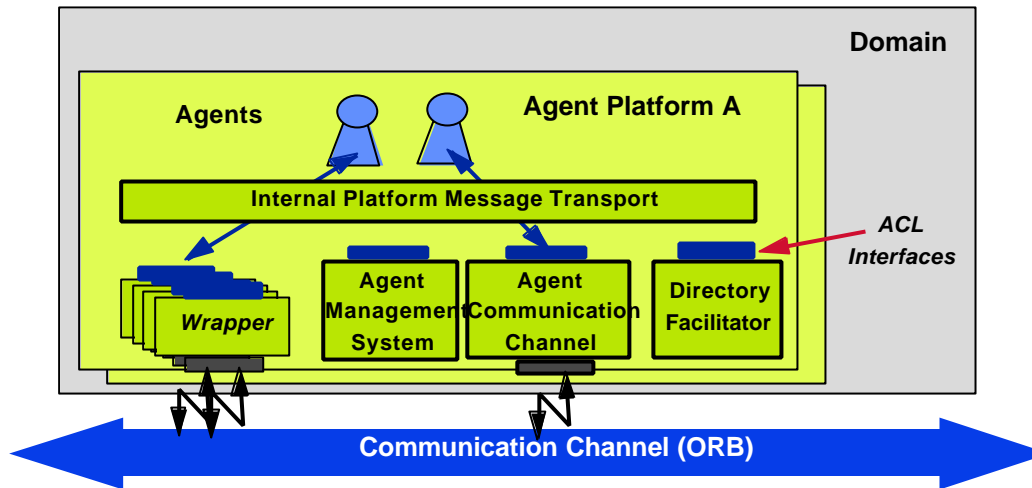 Domain
Agents
Agent Platform A
Internal Platform Message Transport
ACL
Interfaces
Wrapper
Agent
Management
System
Agent
Communication
Channel
Directory
Facilitator
Communication Channel (ORB)